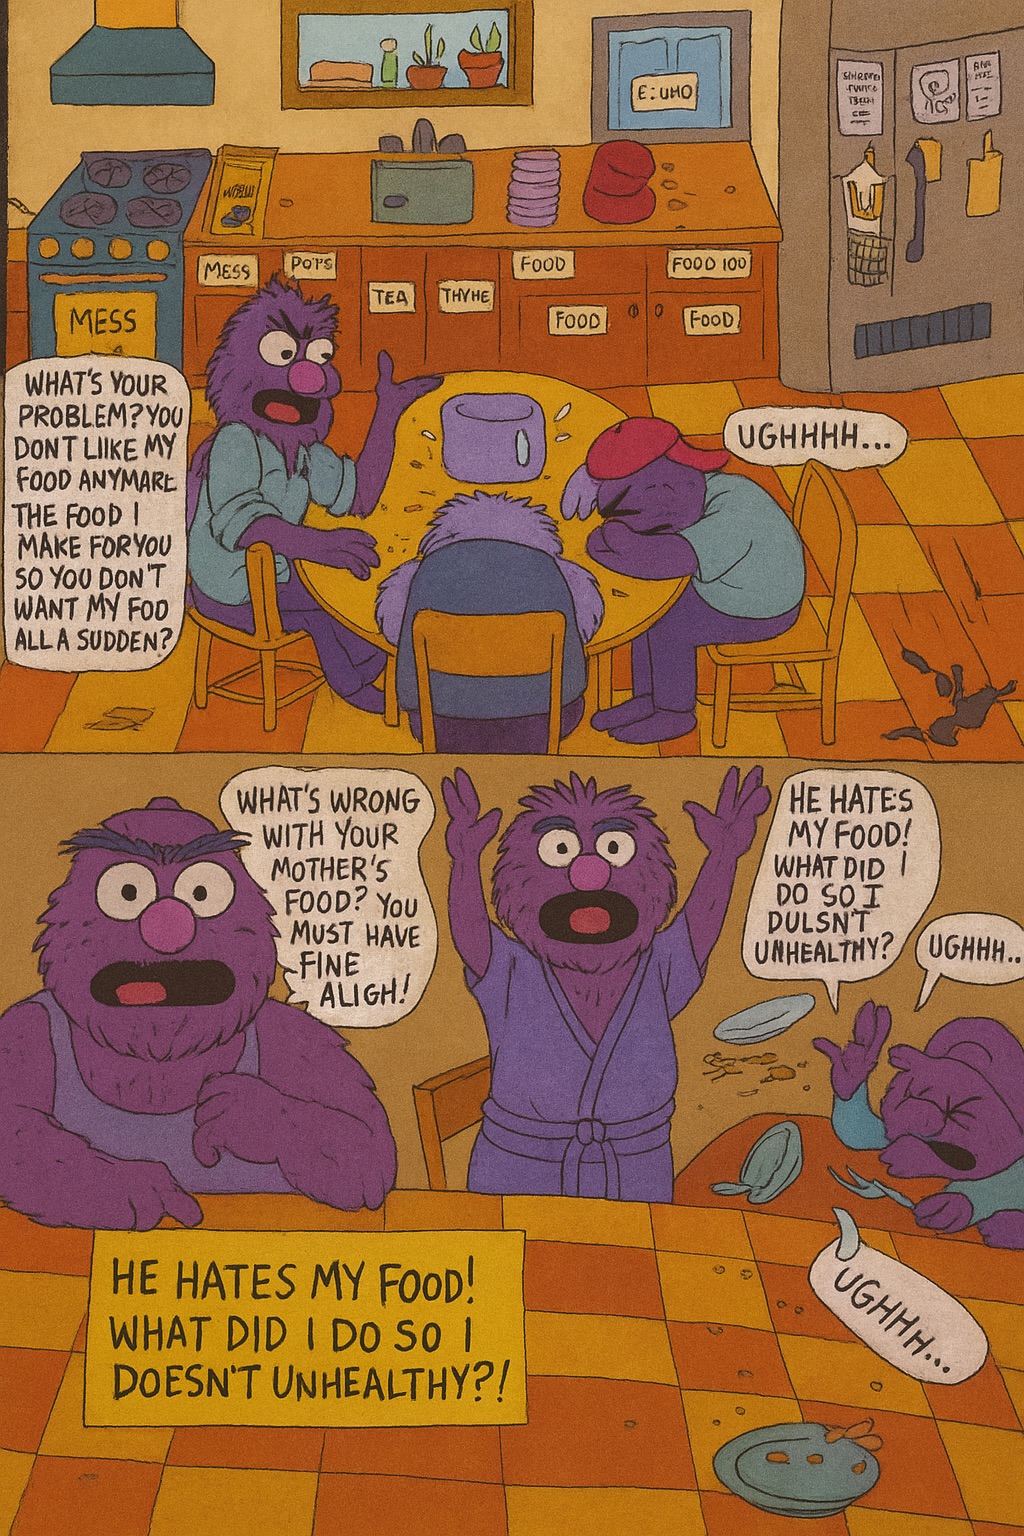 E:UHO
MESS
POTS
TEA
THYHE
FOOD
FOOD 100
FOOD
FOOD
MESS
WHAT'S YOUR
PROBLEM? YOU
DON'T LIIKE MY
FOOD ANYMARE
THE FOOD I
MAKE FOR YOU
SO YOU DON'T
WANT MY FOD
ALL A SUDDEN?
UGHHHH...
WHAT'S WRONG
WITH YOUR
MOTHER'S
FOOD? YOU
MUST HAVE
FINE
ALIGH!
HE HATES
MY FOOD!
WHAT DID I
DO SO I
DULSN'T
UNHEALTHY?
UGHHH..
HE HATES MY FOOD!
WHAT DID I DO SO I
DOESN'T UNHEALTHY?!
UGHHH...